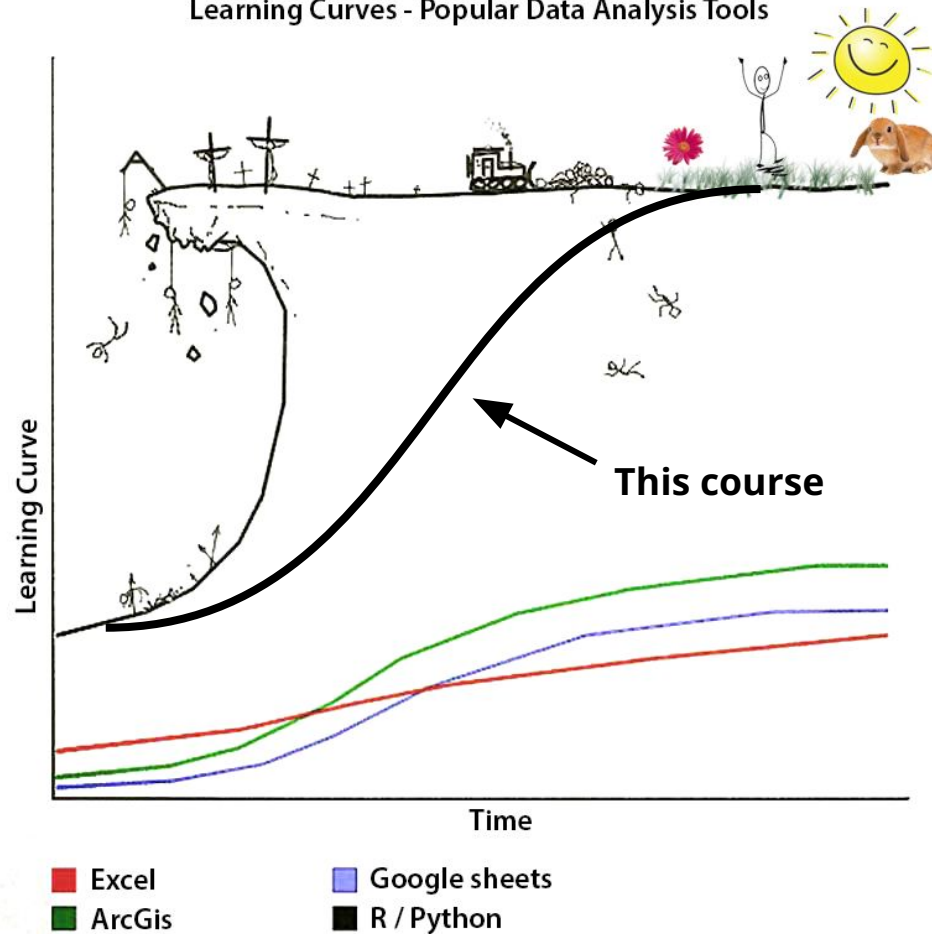 Learning Curves - Popular Data Analysis Tools
Learning Curve
This course
Time
Excel
Google sheets
ArcGis
R / Python